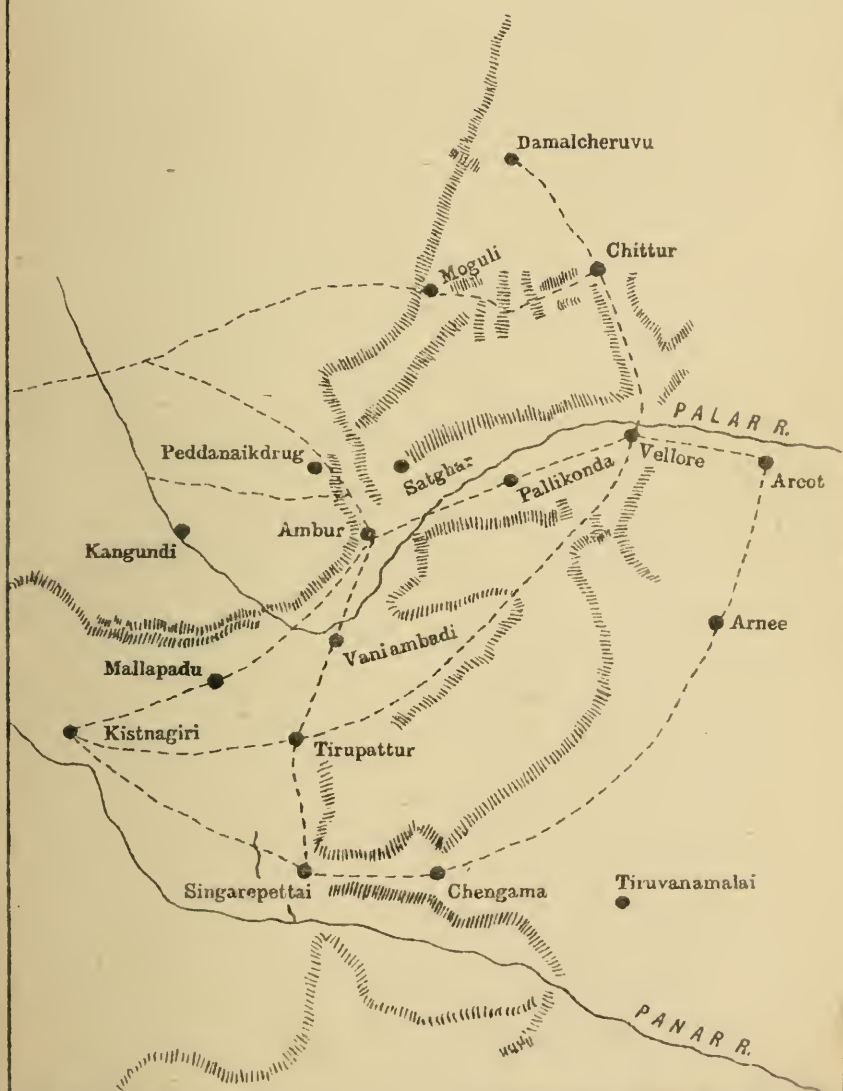 Damalcheruvu
Chittur
Moguli
PALAR R.
Peddanaikdrug
Satghar
Pallikonda
Vellore
Arcot
Ambur
Kangundi
Arnee
Vaniambadi
Mallapadu
Kistnagiri
Tirupattur
Singarepettai
Chengama
Tiruvanamalai
PANAR R.